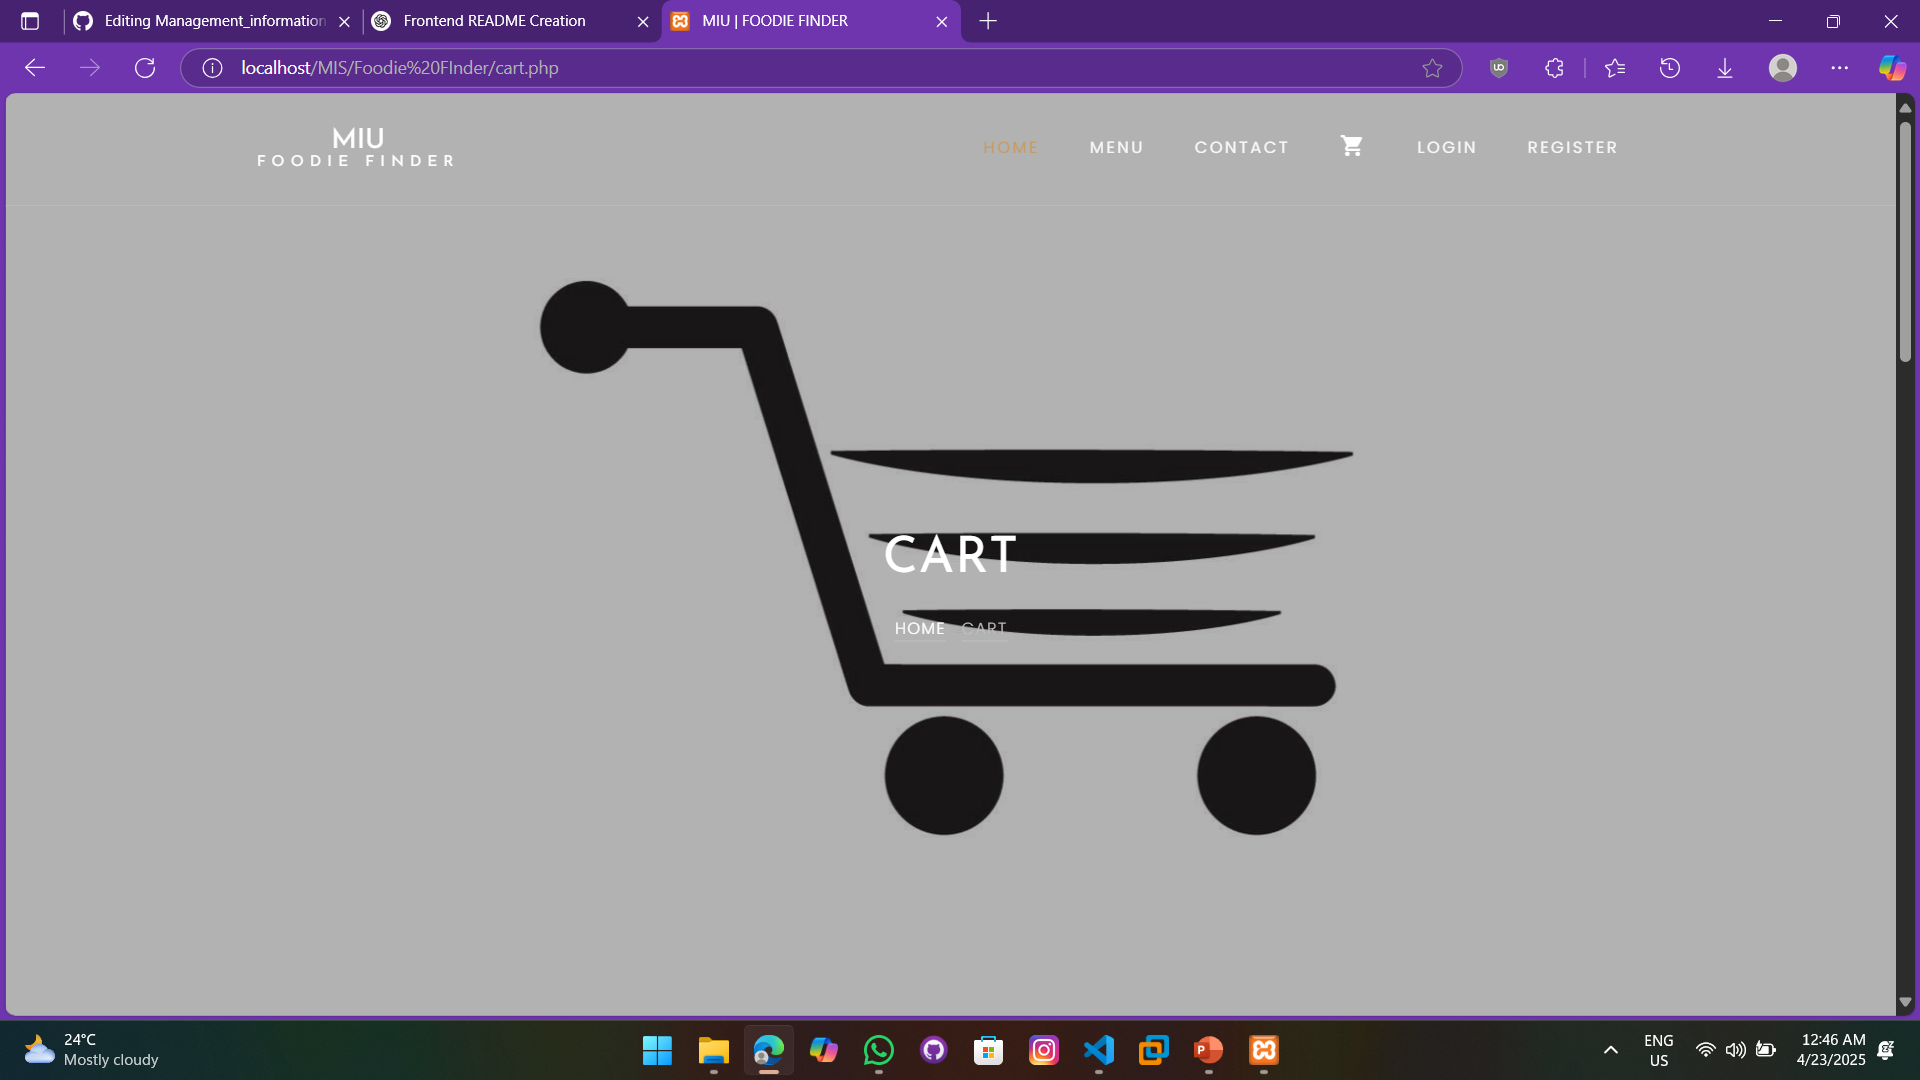 Editing Management_information
Frontend README Creation
MIU | FOODIE FINDER
localhost/MIS/Foodie%20FInder/cart.php
MIU
FOODIE FINDER
HOME
MENU
CONTACT
LOGIN
REGISTER
CART
HOME CART
24°C
Mostly cloudy
P
ENG
US
12:46 AM
4/23/2025